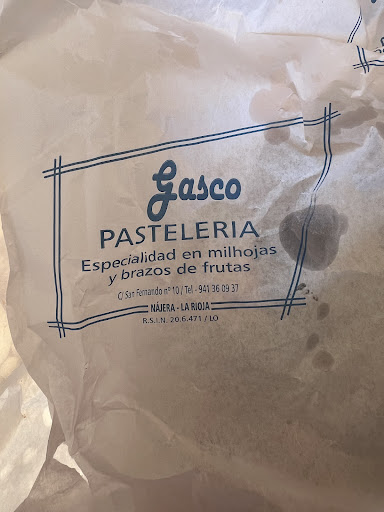 Gasco
PASTELERIA
Especialidad en milhojas
y brazos de frutas
C/ San Fernando nº 10 / Tel - 941 36 09 37
NÁJERA - LA RIOJA
R.S.I.N. 20.6.471 / LO